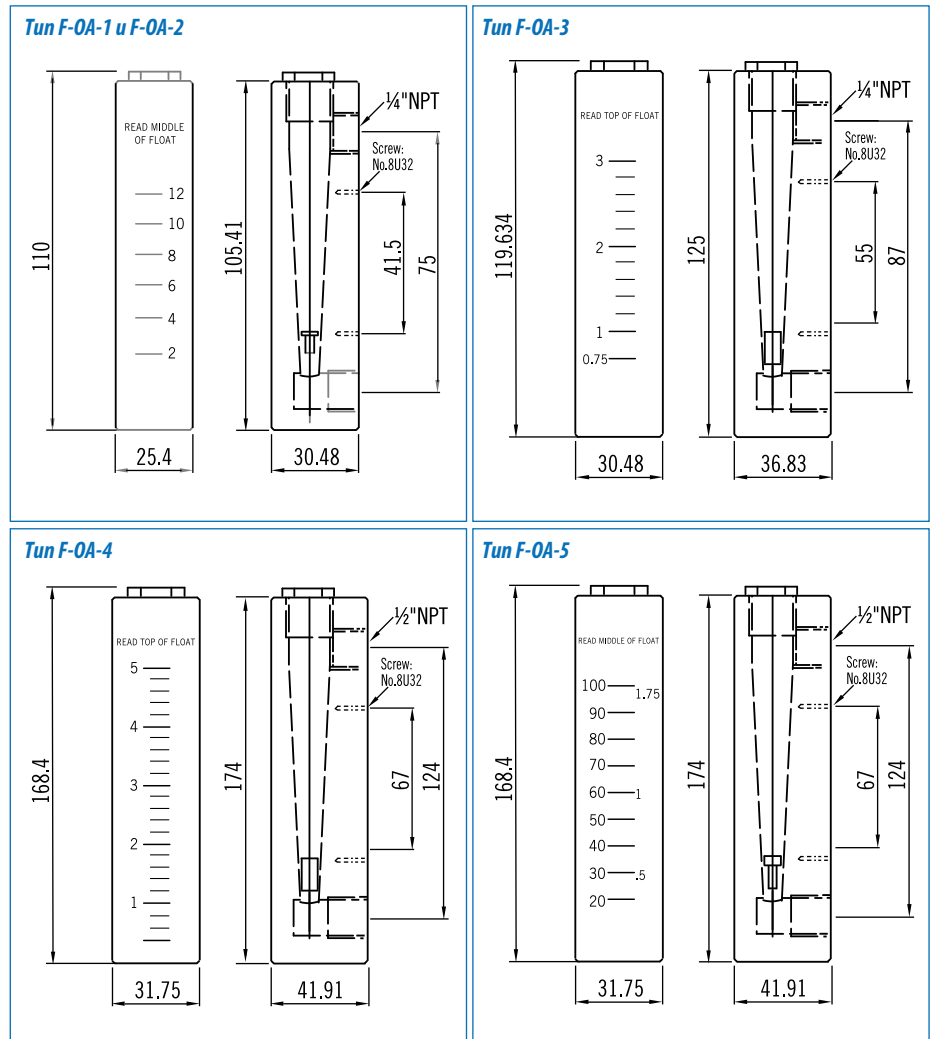 Тип F-OA-1 и F-OA-2
110
READ MIDDLE
OF FLOAT
12
10
8
6
4
2
25.4
105.41
¼"NPT
Screw:
No.8U32
41.5
75
30.48
Тип F-OA-3
119.634
READ TOP OF FLOAT
3
2
1
0.75
30.48
125
¼"NPT
Screw:
No.8U32
55
87
36.83
Тип F-OA-4
168.4
READ TOP OF FLOAT
5
4
3
2
1
31.75
174
½"NPT
Screw:
No.8U32
67
124
41.91
Тип F-OA-5
168.4
READ MIDDLE OF FLOAT
100 1.75
90
80
70
60 1
50
40
30 .5
20
31.75
174
½"NPT
Screw:
No.8U32
67
124
41.91